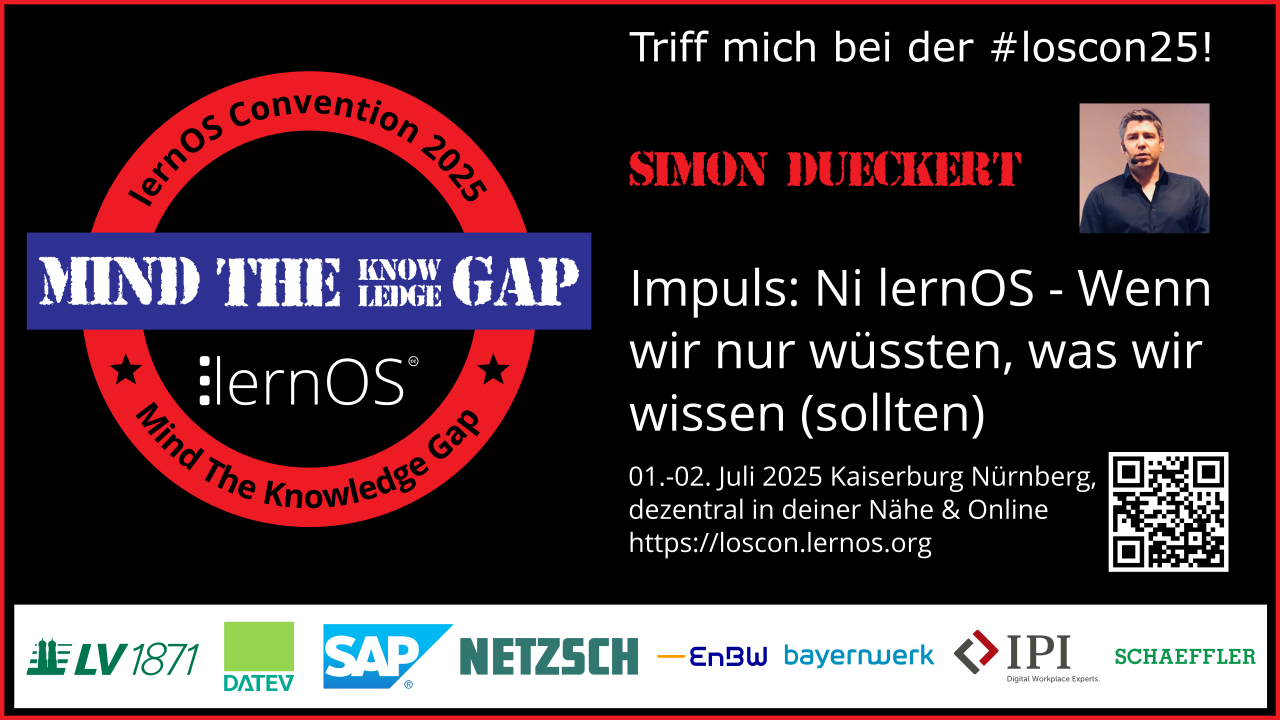 lernOS Convention 2025
MIND THE KNOW
LEDGE GAP
lernOS
Mind The Knowledge Gap
Triff mich bei der #loscon25!
SIMON DUECKERT
Impuls: Ni lernOS - Wenn
wir nur wüssten, was wir
wissen (sollten)
01.-02. Juli 2025 Kaiserburg Nürnberg,
dezentral in deiner Nähe & Online
https://loscon.lernos.org
LV 1871
DATEV
SAP®
NETZSCH
EnBW
bayernwerk
IPI
Digital Workplace Experts.
SCHAEFFLER